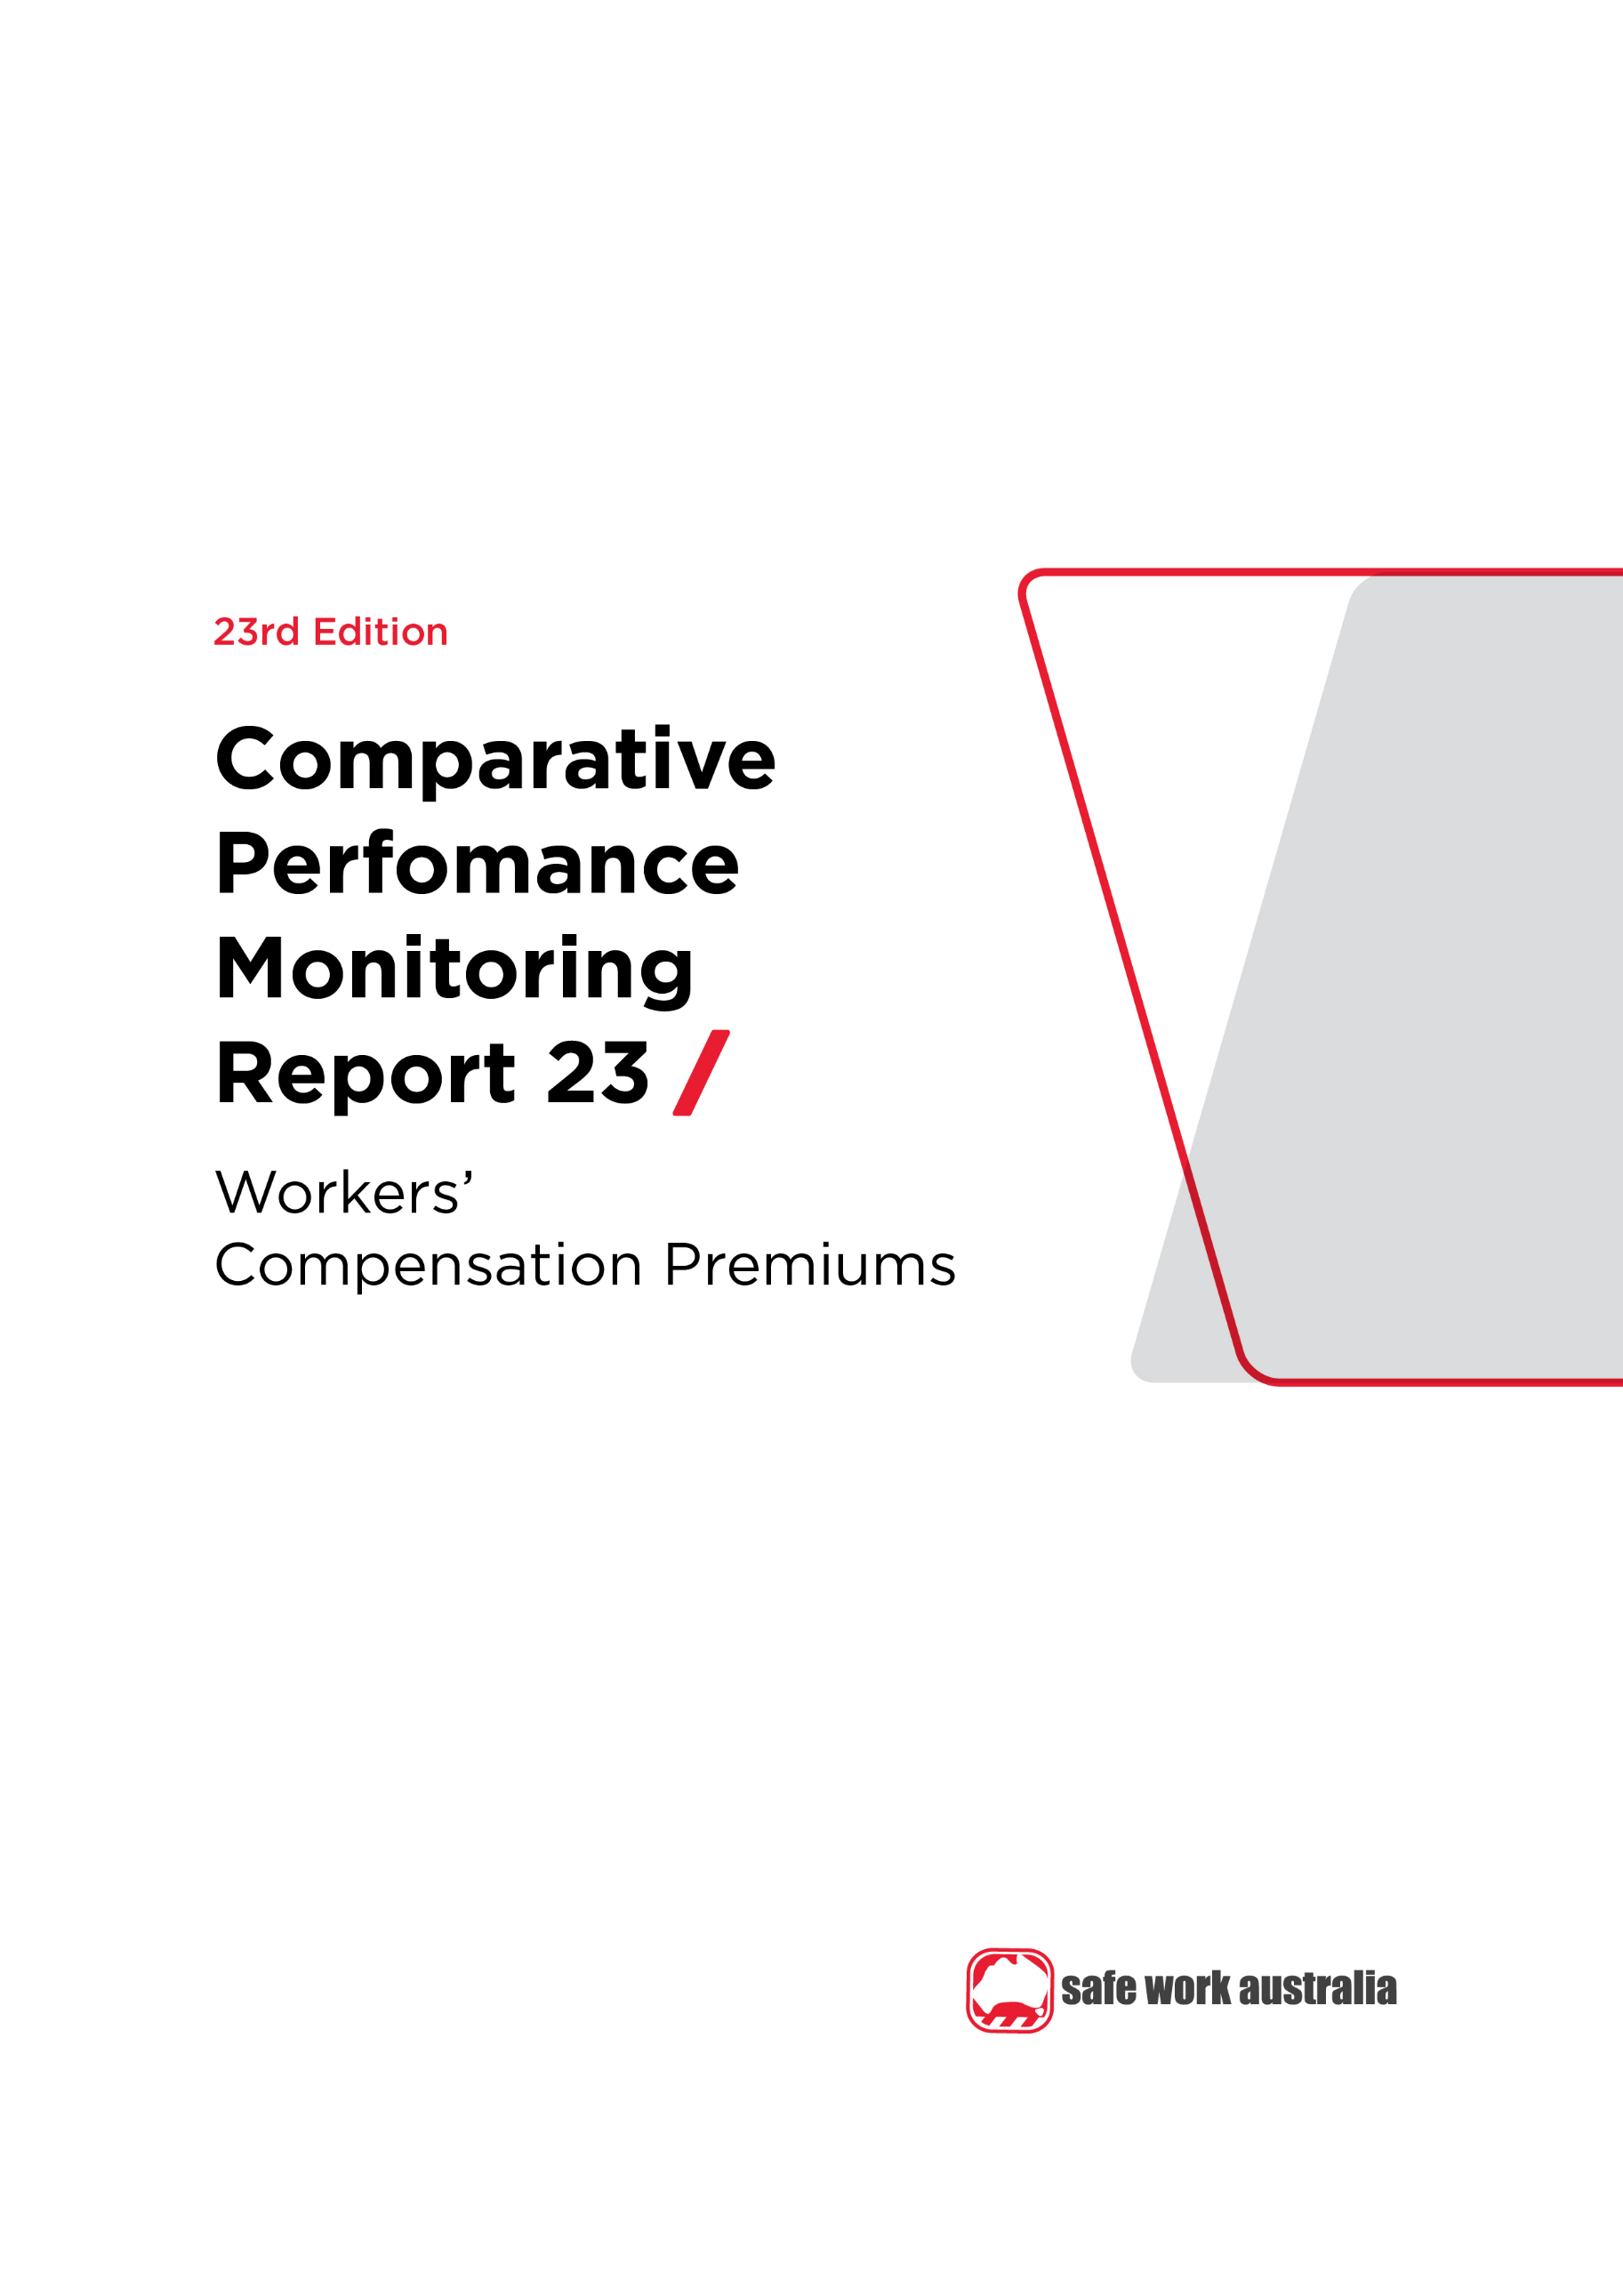 23rd Edition
Comparative
Perfomance
Monitoring
Report 23 /
Workers’
Compensation Premiums
safe work australia